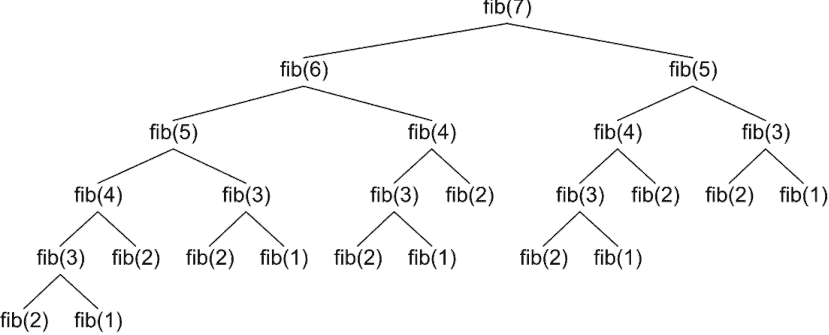 fib(7)
fib(6) fib(5)
fib(5) fib(4) fib(4) fib(3)
fib(4) fib(3) fib(3) fib(2) fib(3) fib(2) fib(2) fib(1)
fib(3) fib(2) fib(2) fib(1) fib(2) fib(1) fib(2) fib(1)
fib(2) fib(1)